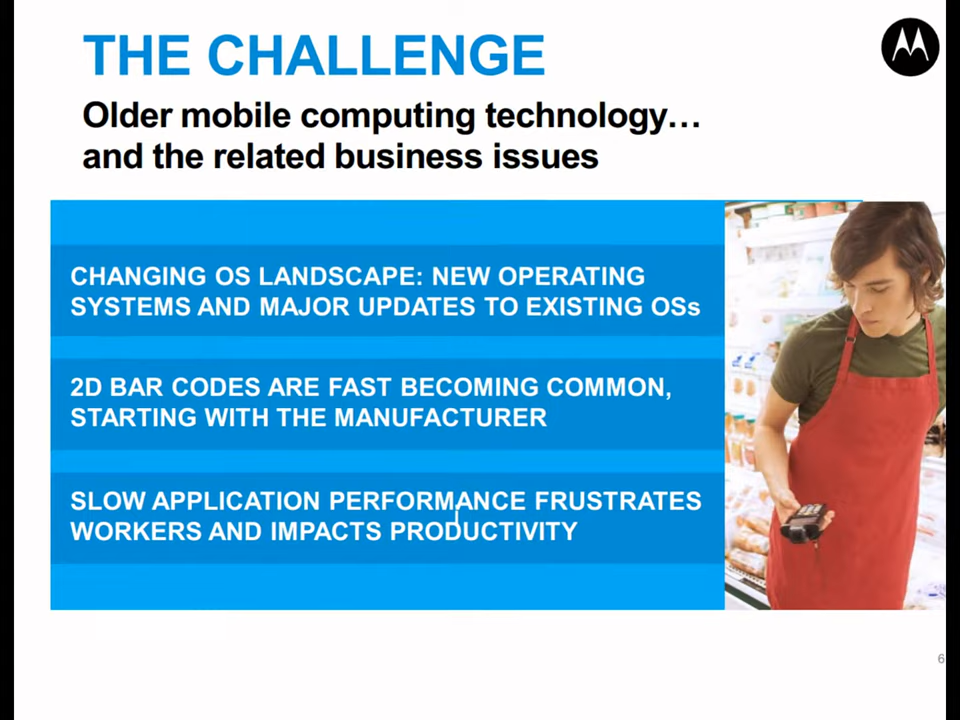 THE CHALLENGE
Older mobile computing technology…
and the related business issues
CHANGING OS LANDSCAPE: NEW OPERATING
SYSTEMS AND MAJOR UPDATES TO EXISTING OSs
2D BAR CODES ARE FAST BECOMING COMMON,
STARTING WITH THE MANUFACTURER
SLOW APPLICATION PERFORMANCE FRUSTRATES
WORKERS AND IMPACTS PRODUCTIVITY
6